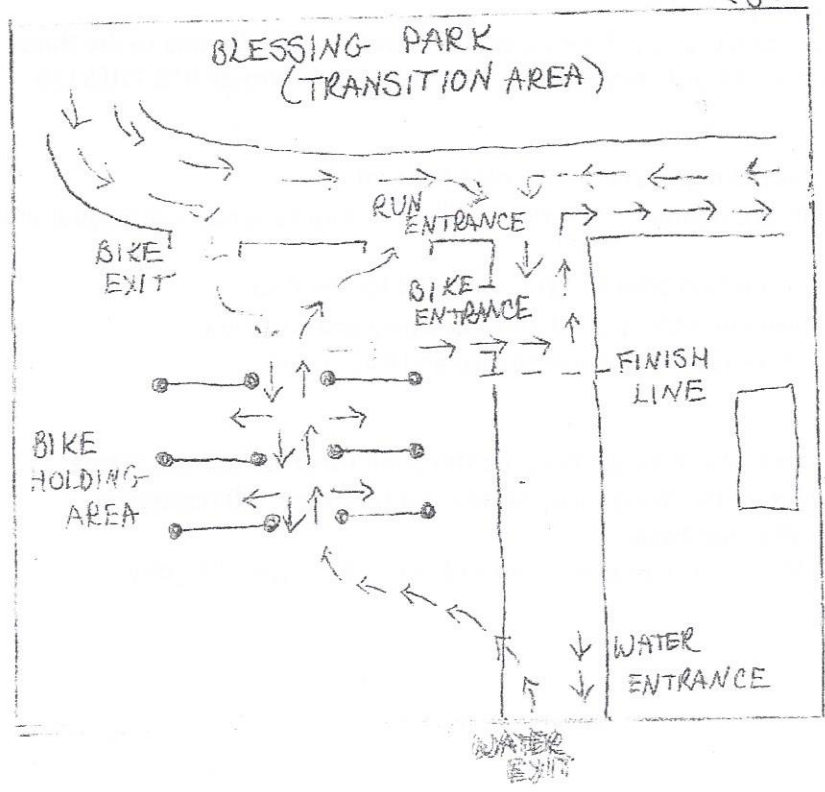 BLESSING PARK
(TRANSITION AREA)
RUN
ENTRANCE
BIKE
EXIT
BIKE
ENTRANCE
FINISH
LINE
BIKE
HOLDING
AREA
WATER
ENTRANCE
WATER
EXIT